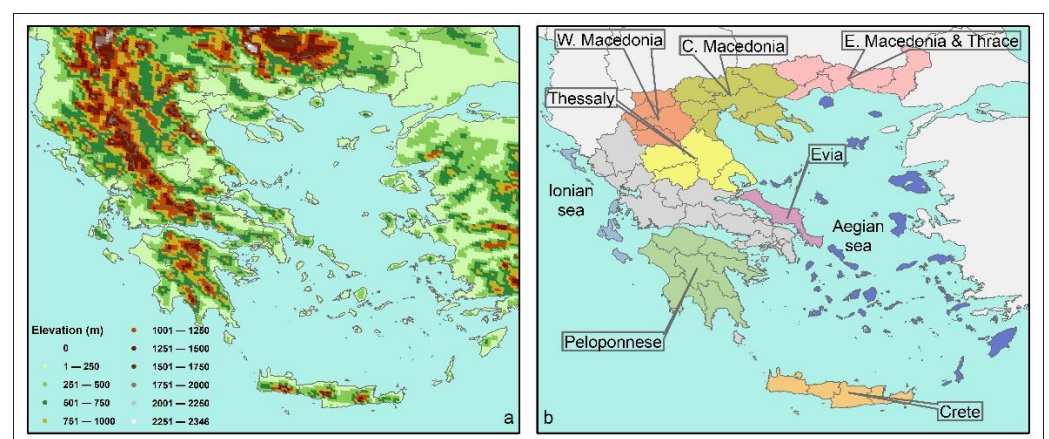 Elevation (m)
0
1 — 250
251 — 500
501 — 750
751 — 1000
1001 — 1250
1251 — 1500
1501 — 1750
1751 — 2000
2001 — 2250
2251 — 2346
a
W. Macedonia
C. Macedonia
E. Macedonia & Thrace
Thessaly
Evia
Ionian
sea
Aegian
sea
Peloponnese
Crete
b